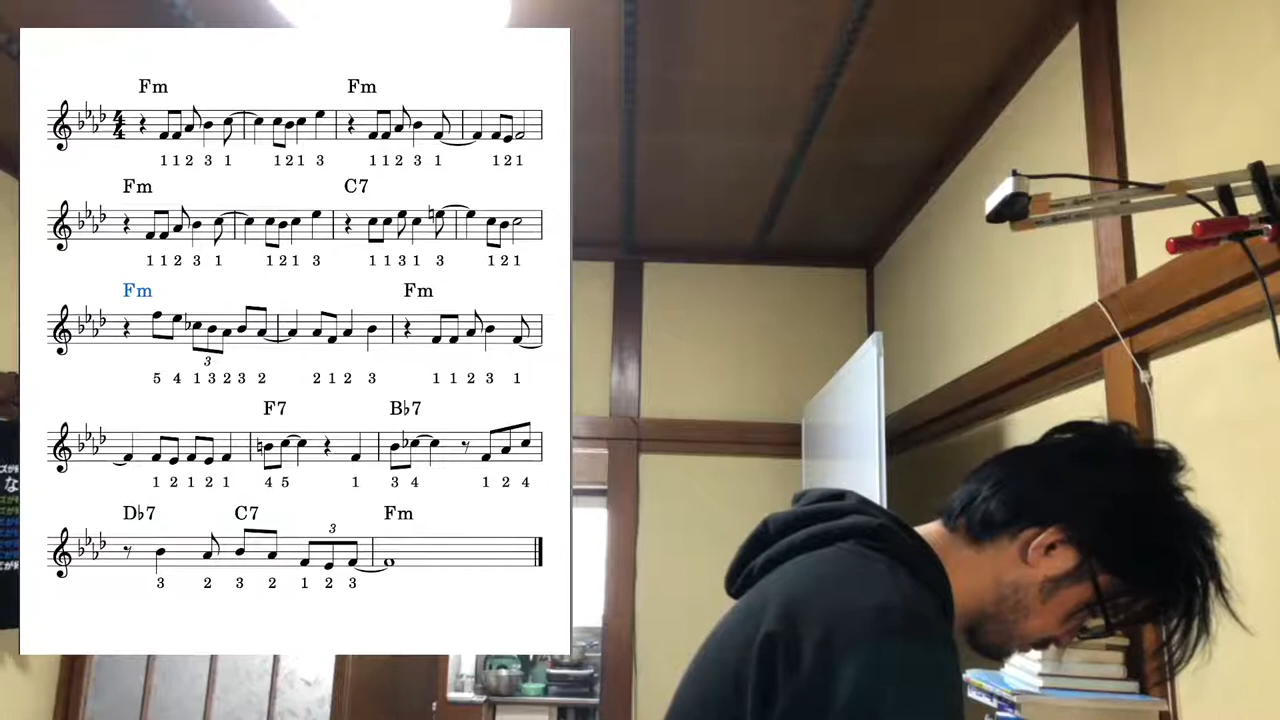 Fm Fm
4
4
1 1 2 3 1 1 2 1 3 1 1 2 3 1 1 2 1
Fm C7
1 1 2 3 1 1 2 1 3 1 1 3 1 3 1 2 1
Fm Fm
3
5 4 1 3 2 3 2 2 1 2 3 1 1 2 3 1
F7 B♭7
1 2 1 2 1 4 5 1 3 4 1 2 4
D♭7 C7 Fm
3
3 2 3 2 1 2 3